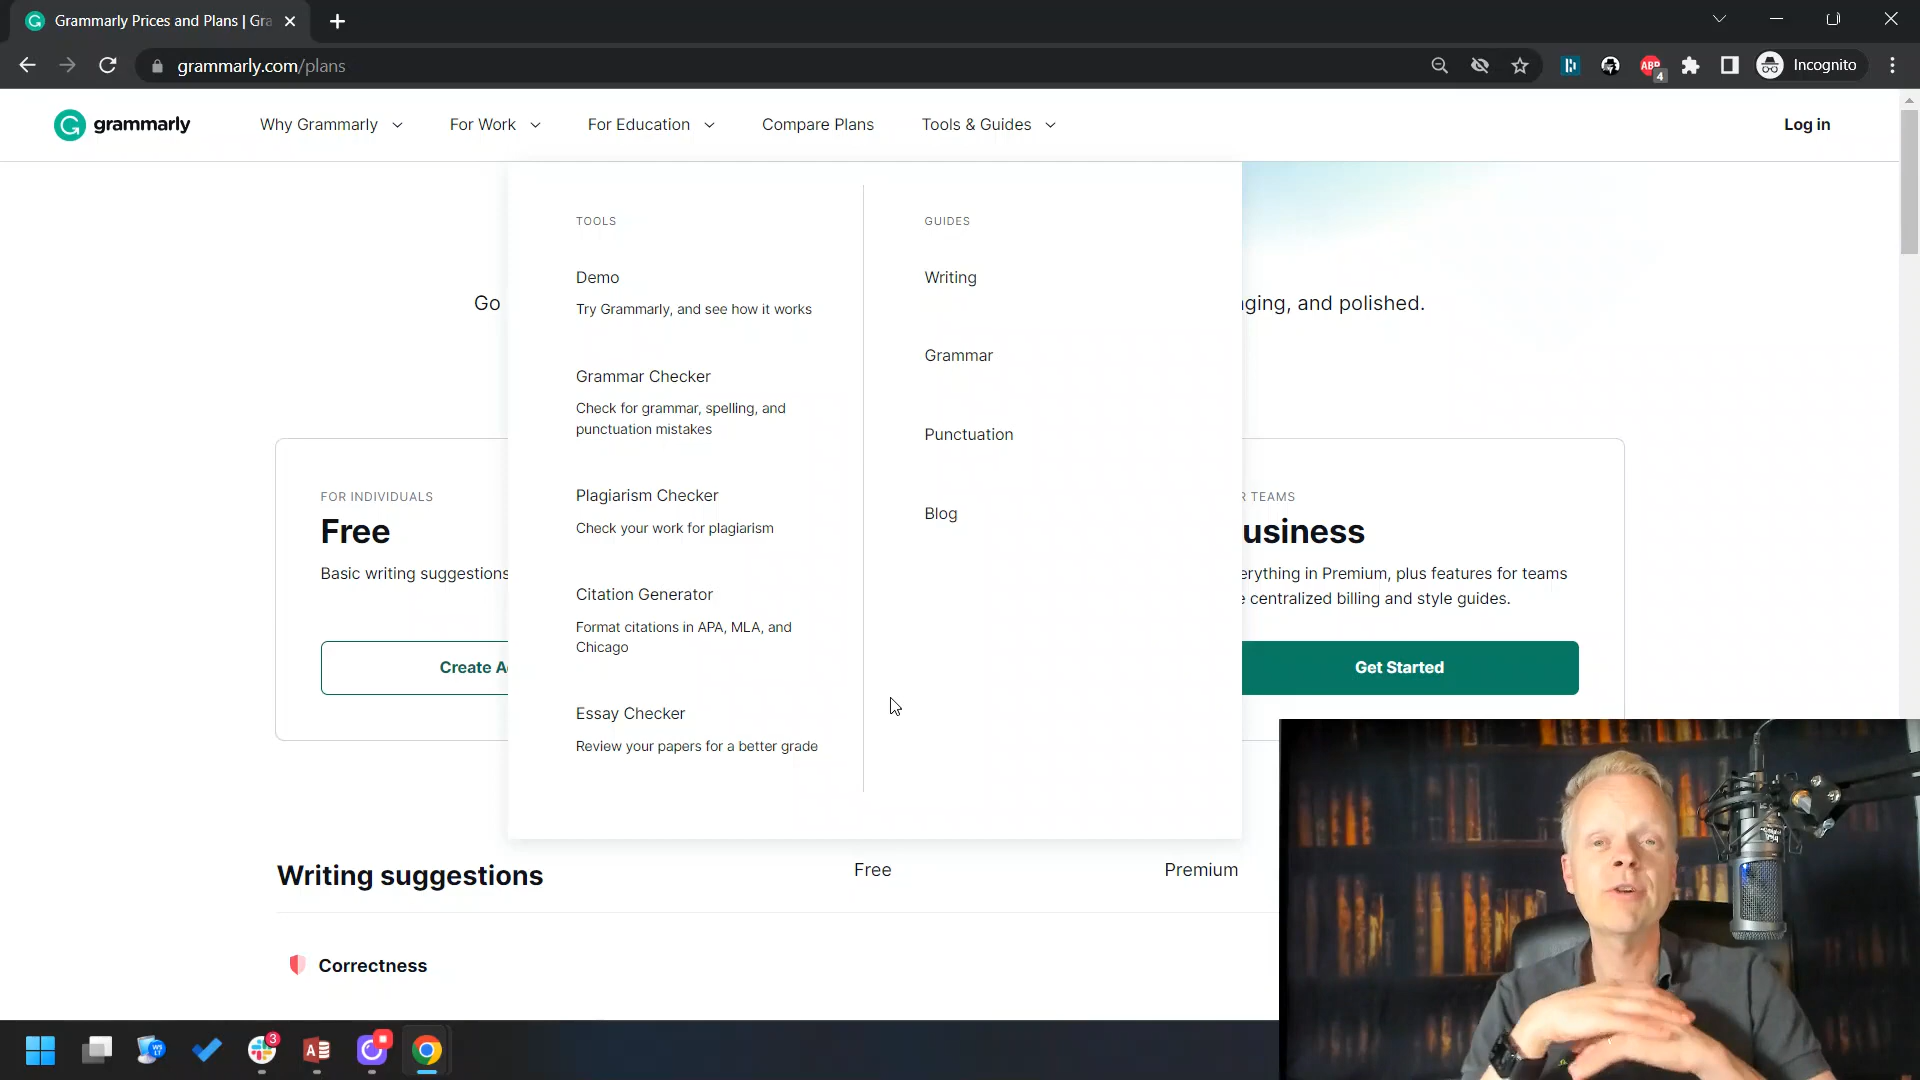 Grammarly Prices and Plans | Gra
grammarly.com/plans
ABP
4
Incognito
grammarly
Why Grammarly
For Work
For Education
Compare Plans
Tools & Guides
Log in
TOOLS
GUIDES
Demo
Try Grammarly, and see how it works
Writing
Go
ging, and polished.
Grammar Checker
Check for grammar, spelling, and
punctuation mistakes
Grammar
Punctuation
Plagiarism Checker
Check your work for plagiarism
Blog
Citation Generator
Format citations in APA, MLA, and
Chicago
Essay Checker
Review your papers for a better grade
FOR INDIVIDUALS
Free
Basic writing suggestions
Create A
R TEAMS
usiness
erything in Premium, plus features for teams
e centralized billing and style guides.
Get Started
Writing suggestions
Free
Premium
Correctness
3
A